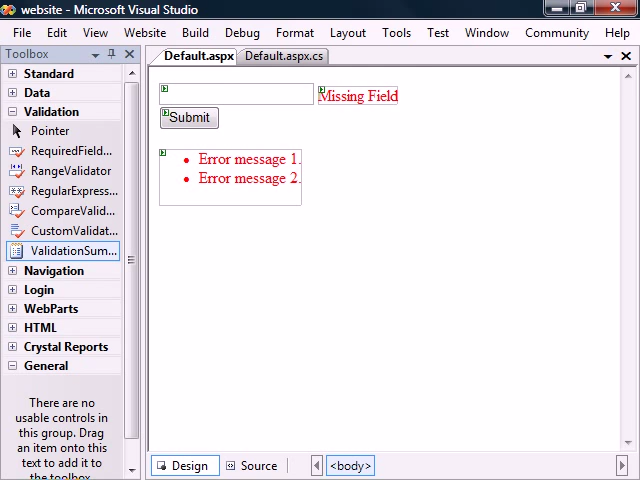 website - Microsoft Visual Studio
File Edit View Website Build Debug Format Layout Tools Test Window Community Help
Toolbox
Default.aspx Default.aspx.cs
Standard
Data
Validation
Pointer
RequiredField...
RangeValidator
RegularExpress...
CompareValid...
CustomValidat...
ValidationSum...
Navigation
Login
WebParts
HTML
Crystal Reports
General
There are no
usable controls in
this group. Drag
an item onto this
text to add it to
the toolbox.
Missing Field
Submit
Error message 1.
Error message 2.
Design Source <body>